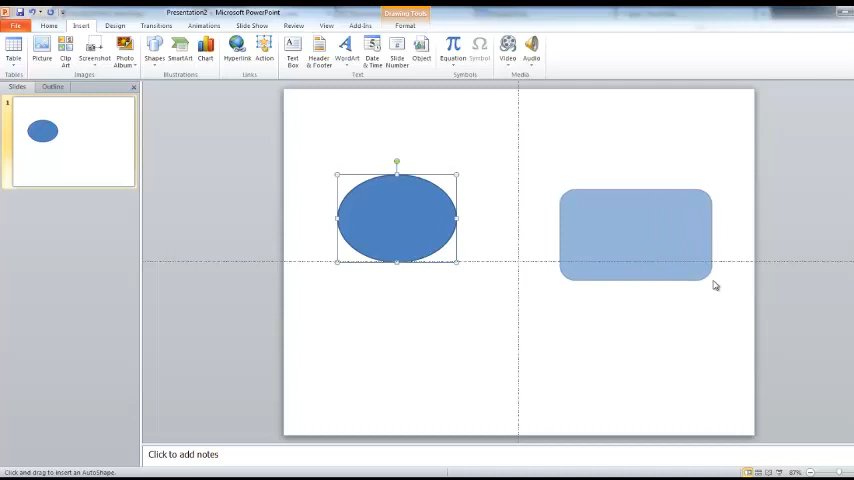 Presentation2 - Microsoft PowerPoint
Drawing Tools
File Home Insert Design Transitions Animations Slide Show Review View Add-Ins Format
Table Picture Clip Art Screenshot Photo Album Shapes SmartArt Chart Hyperlink Action Text Box Header & Footer WordArt Date & Time Slide Number Object Equation Symbol Video Audio
Tables Images Illustrations Links Text Symbols Media
Slides Outline
1
Click to add notes
Click and drag to insert an AutoShape.
87%